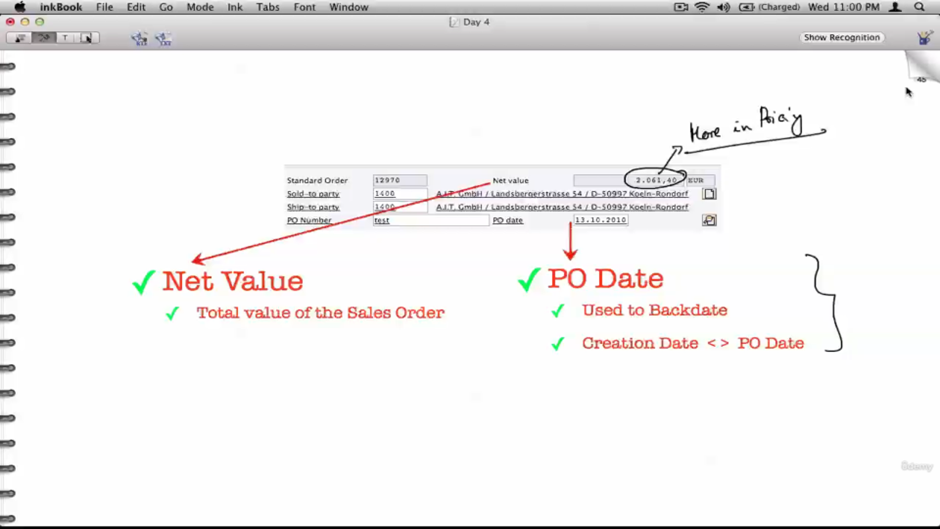 inkBook File Edit Go Mode Ink Tabs Font Window (Charged) Wed 11:00 PM
Day 4
T Show Recognition
48
More in Pricing
Standard Order 12970 Net value 2.061,40 EUR
Sold-to party 1400 A.I.T. GmbH / Landsbergerstrasse 54 / D-50997 Koeln-Rondorf
Ship-to party 1400 A.I.T. GmbH / Landsbergerstrasse 54 / D-50997 Koeln-Rondorf
PO Number test PO date 13.10.2010
✓ Net Value
✓ Total value of the Sales Order
✓ PO Date
✓ Used to Backdate
✓ Creation Date <> PO Date
Udemy